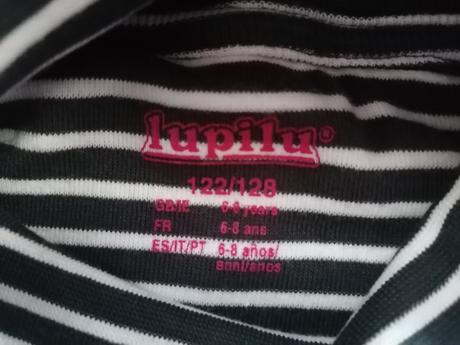 lupilu®
122/128
GB/IE 6-8 years
FR 6-8 ans
ES/IT/PT 6-8 años/
anni/anos